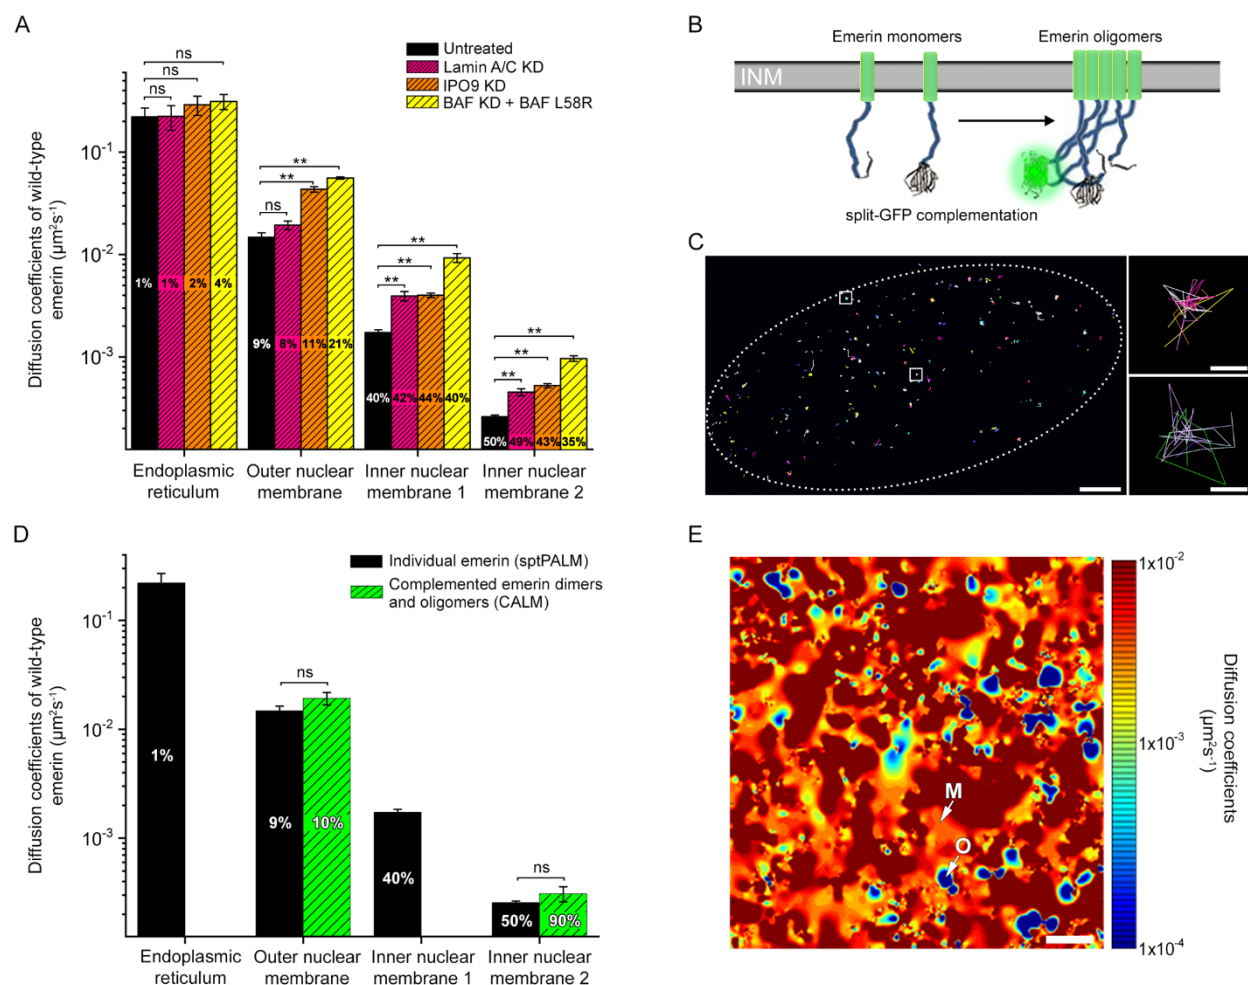 A
Diffusion coefficients of wild-type
emerin (µm²s⁻¹)
10⁻¹
10⁻²
10⁻³
Untreated
Lamin A/C KD
IPO9 KD
BAF KD + BAF L58R
ns
ns
ns
**
**
ns
**
**
**
**
**
**
1% 1% 2% 4%
9% 8% 11% 21%
40% 42% 44% 40%
50% 49% 43% 35%
Endoplasmic
reticulum
Outer nuclear
membrane
Inner nuclear
membrane 1
Inner nuclear
membrane 2
B
Emerin monomers
Emerin oligomers
INM
split-GFP complementation
C
D
Diffusion coefficients of wild-type
emerin (µm²s⁻¹)
10⁻¹
10⁻²
10⁻³
Individual emerin (sptPALM)
Complemented emerin dimers
and oligomers (CALM)
ns
ns
1%
9% 10%
40%
50% 90%
Endoplasmic
reticulum
Outer nuclear
membrane
Inner nuclear
membrane 1
Inner nuclear
membrane 2
E
M
O
1x10⁻²
1x10⁻³
1x10⁻⁴
Diffusion coefficients
(µm²s⁻¹)